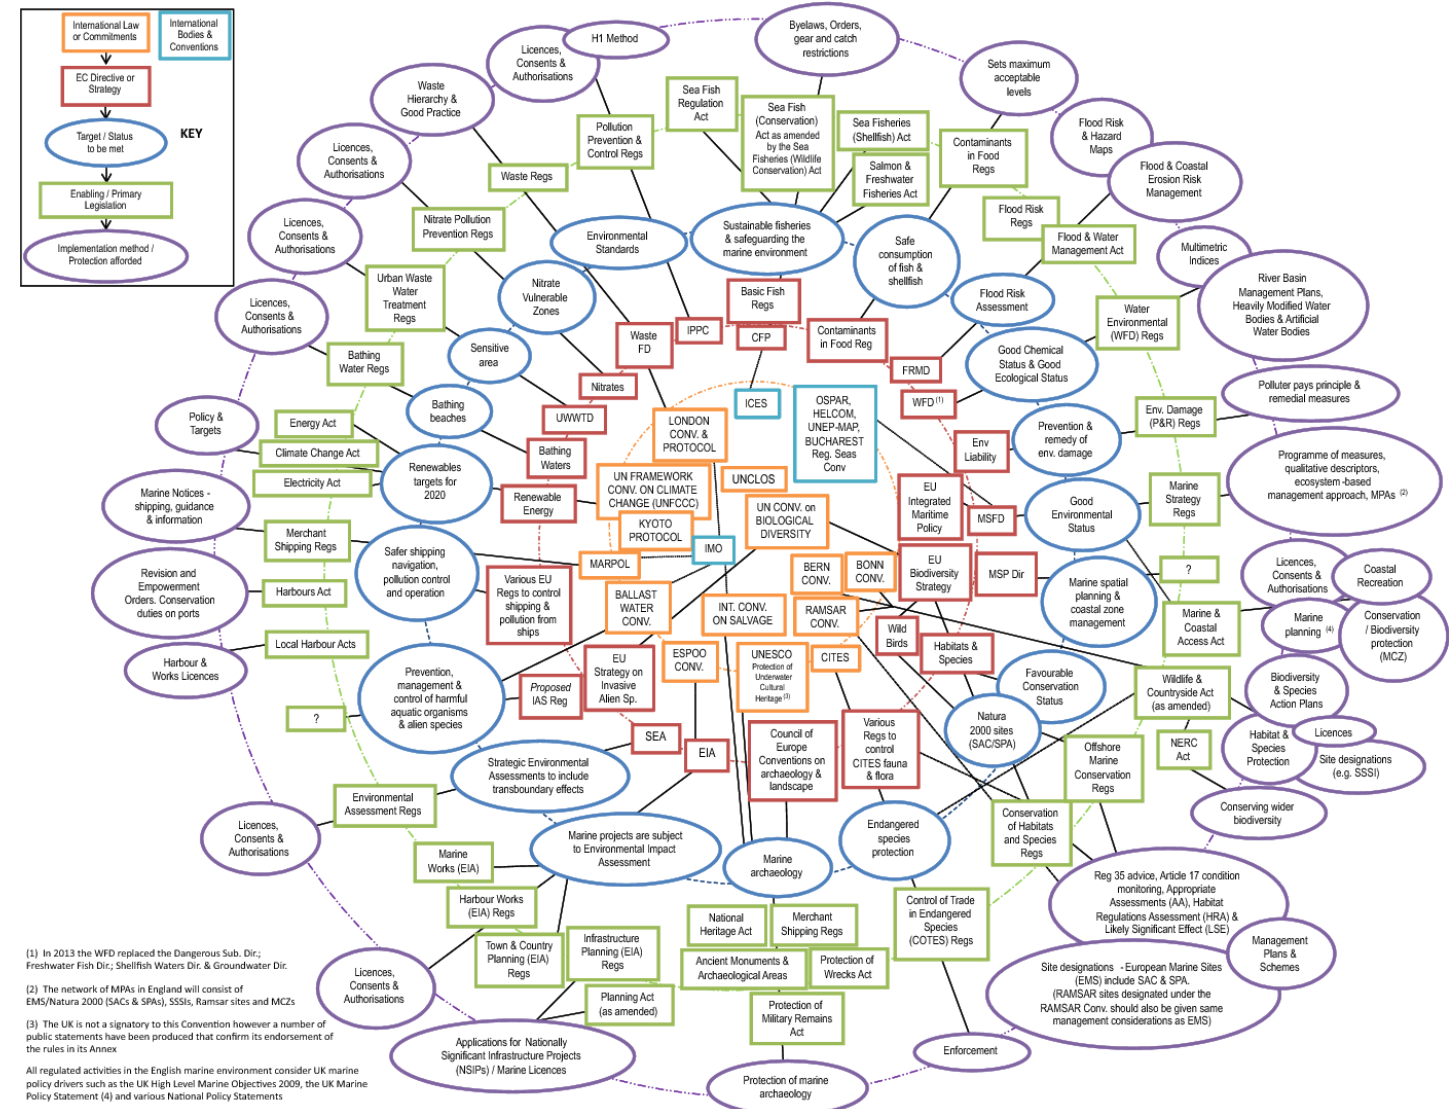 International Law
or Commitments
International
Bodies &
Conventions
EC Directive or
Strategy
Target / Status
to be met
KEY
Enabling / Primary
Legislation
Implementation method /
Protection afforded
Licences,
Consents &
Authorisations
H1 Method
Byelaws, Orders,
gear and catch
restrictions
Sets maximum
acceptable
levels
Waste
Hierarchy &
Good Practice
Flood Risk
& Hazard
Maps
Licences,
Consents &
Authorisations
Flood & Coastal
Erosion Risk
Management
Licences,
Consents &
Authorisations
Multimetric
Indices
Licences,
Consents &
Authorisations
River Basin
Management Plans,
Heavily Modified Water
Bodies & Artificial
Water Bodies
Policy &
Targets
Polluter pays principle &
remedial measures
Marine Notices -
shipping, guidance
& information
Programme of measures,
qualitative descriptors,
ecosystem -based
management approach, MPAs (2)
Revision and
Empowerment
Orders. Conservation
duties on ports
Licences,
Consents &
Authorisations
Coastal
Recreation
Marine
planning (4)
Conservation
/ Biodiversity
protection
(MCZ)
Harbour &
Works Licences
Biodiversity
& Species
Action Plans
Habitat &
Species
Protection
Licences
Site designations
(e.g. SSSI)
Conserving wider
biodiversity
Licences,
Consents &
Authorisations
Reg 35 advice, Article 17 condition
monitoring, Appropriate
Assessments (AA), Habitat
Regulations Assessment (HRA) &
Likely Significant Effect (LSE)
Management
Plans &
Schemes
Site designations - European Marine Sites
(EMS) include SAC & SPA.
(RAMSAR sites designated under the
RAMSAR Conv. should also be given same
management considerations as EMS)
Licences,
Consents &
Authorisations
Applications for Nationally
Significant Infrastructure Projects
(NSIPs) / Marine Licences
Enforcement
Protection of marine
archaeology
Sea Fish
Regulation
Act
Sea Fish
(Conservation)
Act as amended
by the Sea
Fisheries (Wildlife
Conservation) Act
Sea Fisheries
(Shellfish) Act
Salmon &
Freshwater
Fisheries Act
Contaminants
in Food
Regs
Pollution
Prevention &
Control Regs
Waste Regs
Nitrate Pollution
Prevention Regs
Flood Risk
Regs
Flood & Water
Management Act
Urban Waste
Water
Treatment
Regs
Water
Environmental
(WFD) Regs
Bathing
Water Regs
Energy Act
Climate Change Act
Electricity Act
Env. Damage
(P&R) Regs
Marine
Strategy
Regs
Merchant
Shipping Regs
?
Harbours Act
Marine &
Coastal
Access Act
Local Harbour Acts
Wildlife &
Countryside Act
(as amended)
?
NERC
Act
Offshore
Marine
Conservation
Regs
Environmental
Assessment Regs
Conservation
of Habitats
and Species
Regs
Marine
Works (EIA)
Harbour Works
(EIA) Regs
Town & Country
Planning (EIA)
Regs
Infrastructure
Planning (EIA)
Regs
Planning Act
(as amended)
National
Heritage Act
Merchant
Shipping Regs
Ancient Monuments &
Archaeological Areas
Protection of
Wrecks Act
Protection of
Military Remains
Act
Control of Trade
in Endangered
Species
(COTES) Regs
Environmental
Standards
Sustainable fisheries
& safeguarding the
marine environment
Safe
consumption
of fish &
shellfish
Nitrate
Vulnerable
Zones
Flood Risk
Assessment
Sensitive
area
Good Chemical
Status & Good
Ecological Status
Bathing
beaches
Prevention &
remedy of
env. damage
Renewables
targets for
2020
Good
Environmental
Status
Safer shipping
navigation,
pollution control
and operation
Marine spatial
planning &
coastal zone
management
Prevention,
management &
control of harmful
aquatic organisms
& alien species
Favourable
Conservation
Status
Natura
2000 sites
(SAC/SPA)
Strategic Environmental
Assessments to include
transboundary effects
Marine projects are subject
to Environmental Impact
Assessment
Marine
archaeology
Endangered
species
protection
Basic Fish
Regs
CFP
IPPC
Waste
FD
Contaminants
in Food Reg
FRMD
Nitrates
WFD (1)
UWWTD
Env
Liability
Bathing
Waters
EU
Integrated
Maritime
Policy
MSFD
Renewable
Energy
EU
Biodiversity
Strategy
MSP Dir
Various EU
Regs to control
shipping &
pollution from
ships
Wild
Birds
Habitats &
Species
EU
Strategy on
Invasive
Alien Sp.
Proposed
IAS Reg
SEA
EIA
Council of
Europe
Conventions on
archaeology &
landscape
Various
Regs to
control
CITES fauna
& flora
ICES
OSPAR,
HELCOM,
UNEP-MAP,
BUCHAREST
Reg. Seas
Conv
LONDON
CONV. &
PROTOCOL
UN FRAMEWORK
CONV. ON CLIMATE
CHANGE (UNFCCC)
UNCLOS
KYOTO
PROTOCOL
UN CONV. on
BIOLOGICAL
DIVERSITY
IMO
MARPOL
BERN
CONV.
BONN
CONV.
BALLAST
WATER
CONV.
INT. CONV.
ON SALVAGE
RAMSAR
CONV.
ESPOO
CONV.
UNESCO
Protection of
Underwater
Cultural
Heritage (3)
CITES
(1) In 2013 the WFD replaced the Dangerous Sub. Dir.;
Freshwater Fish Dir.; Shellfish Waters Dir. & Groundwater Dir.
(2) The network of MPAs in England will consist of
EMS/Natura 2000 (SACs & SPAs), SSSIs, Ramsar sites and MCZs
(3) The UK is not a signatory to this Convention however a number of
public statements have been produced that confirm its endorsement of
the rules in its Annex
All regulated activities in the English marine environment consider UK marine
policy drivers such as the UK High Level Marine Objectives 2009, the UK Marine
Policy Statement (4) and various National Policy Statements